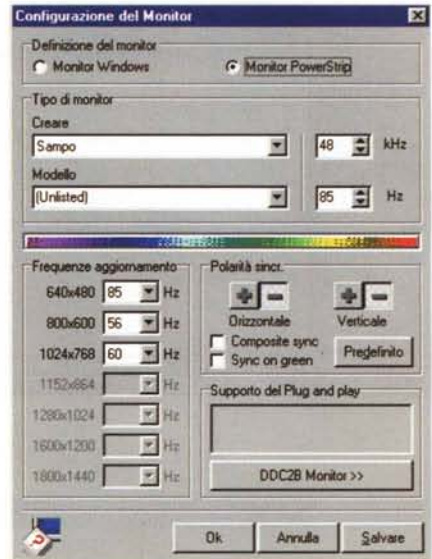 Configurazione del Monitor
Definizione del monitor
Monitor Windows
Monitor PowerStrip
Tipo di monitor
Creare
Sampo
48 kHz
Modello
(Unlisted)
85 Hz
Frequenze aggiornamento
640x480 85 Hz
800x600 56 Hz
1024x768 60 Hz
1152x864 Hz
1280x1024 Hz
1600x1200 Hz
1800x1440 Hz
Polarità sincr.
Orizzontale
Verticale
Composite sync
Sync on green
Predefinito
Supporto del Plug and play
DDC2B Monitor >>
Ok
Annulla
Salvare